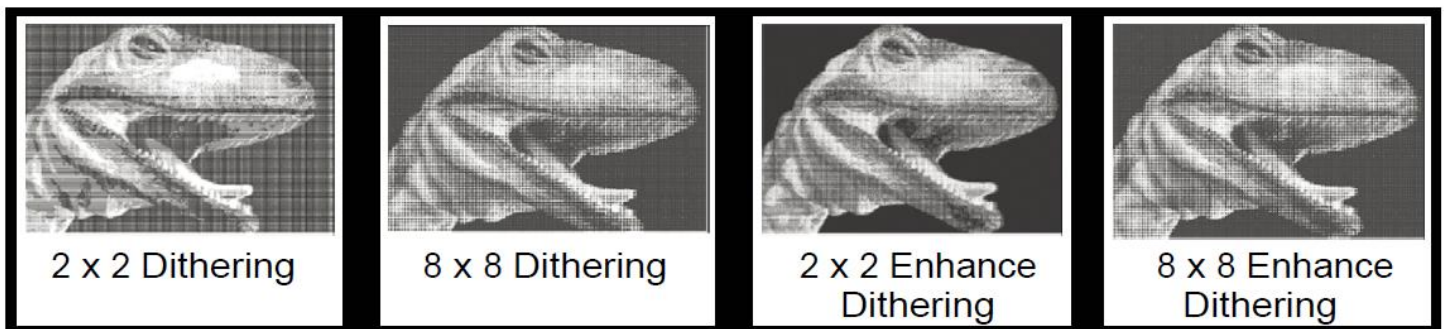 2 x 2 Dithering
8 x 8 Dithering
2 x 2 Enhance
Dithering
8 x 8 Enhance
Dithering